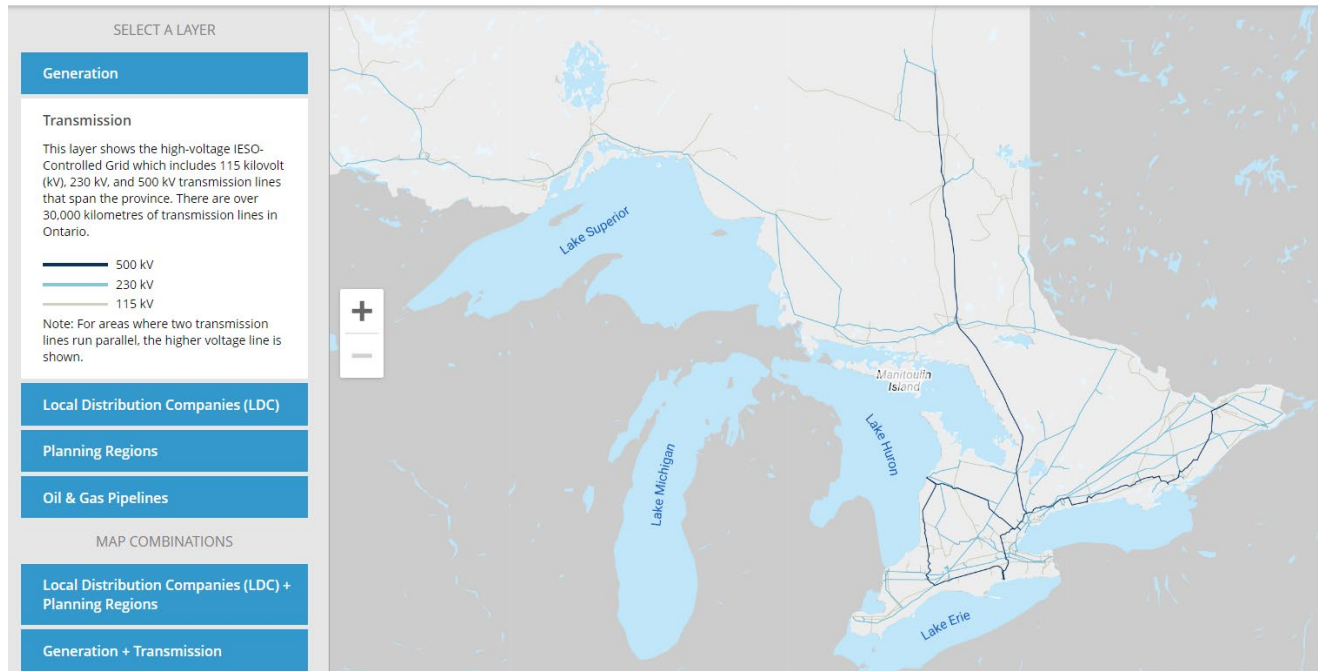 SELECT A LAYER
Generation
Transmission
This layer shows the high-voltage IESO-
Controlled Grid which includes 115 kilovolt
(kV), 230 kV, and 500 kV transmission lines
that span the province. There are over
30,000 kilometres of transmission lines in
Ontario.
500 kV
230 kV
115 kV
Note: For areas where two transmission
lines run parallel, the higher voltage line is
shown.
Local Distribution Companies (LDC)
Planning Regions
Oil & Gas Pipelines
MAP COMBINATIONS
Local Distribution Companies (LDC) +
Planning Regions
Generation + Transmission
+
−
Lake Superior
Manitoulin
Island
Lake Huron
Lake Michigan
Lake Erie